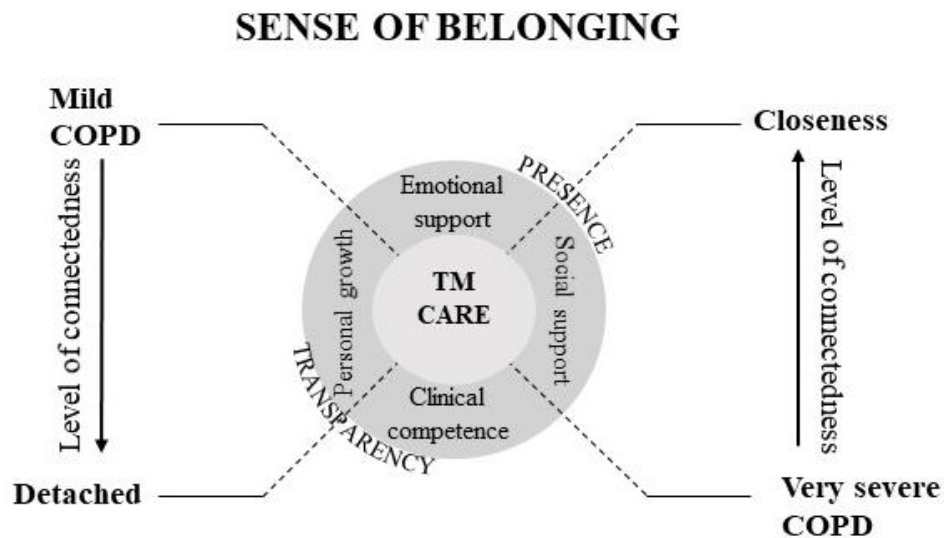 SENSE OF BELONGING
Mild
COPD
Closeness
Level of connectedness
Level of connectedness
PRESENCE
Emotional
support
Personal growth
TM
CARE
Social support
TRANSPARENCY
Clinical
competence
Detached
Very severe
COPD